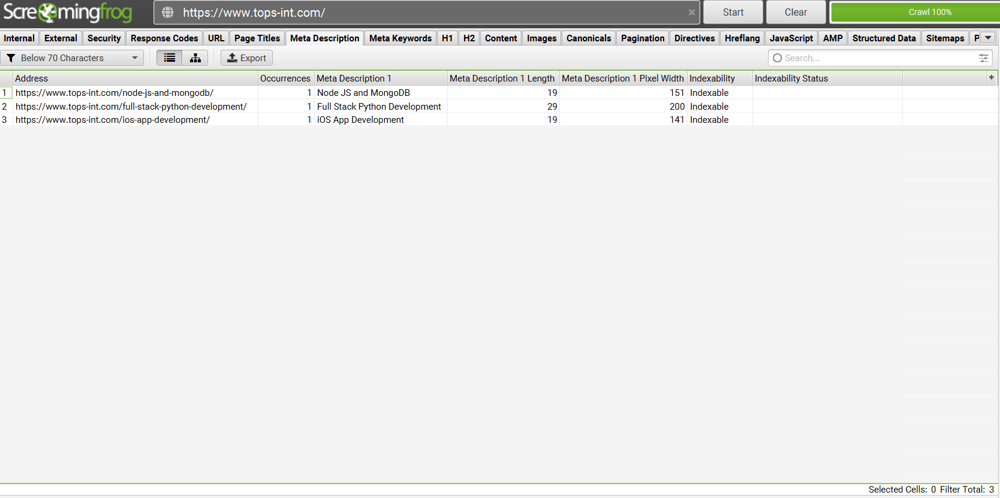 Screamingfrog https://www.tops-int.com/ × Start Clear Crawl 100%
Internal External Security Response Codes URL Page Titles Meta Description Meta Keywords H1 H2 Content Images Canonicals Pagination Directives Hreflang JavaScript AMP Structured Data Sitemaps P
Below 70 Characters Export Search...
Address Occurrences Meta Description 1 Meta Description 1 Length Meta Description 1 Pixel Width Indexability Indexability Status +
1 https://www.tops-int.com/node-js-and-mongodb/ 1 Node JS and MongoDB 19 151 Indexable
2 https://www.tops-int.com/full-stack-python-development/ 1 Full Stack Python Development 29 200 Indexable
3 https://www.tops-int.com/ios-app-development/ 1 iOS App Development 19 141 Indexable
Selected Cells: 0 Filter Total: 3